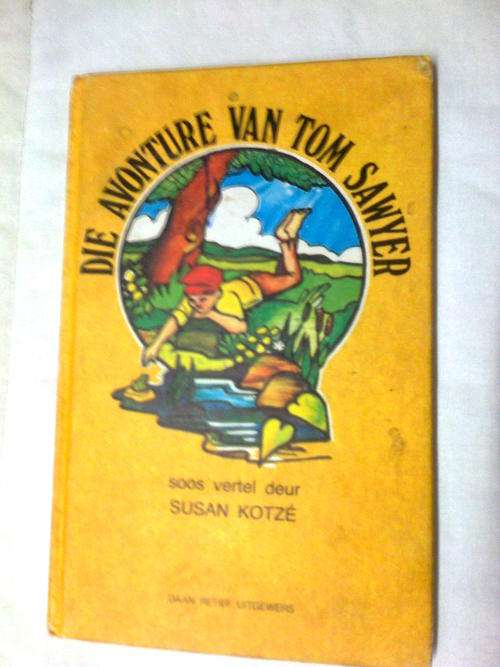 DIE AVONTURE VAN TOM SAWYER
soos vertel deur
SUSAN KOTZÉ
DAAN RETIEF UITGEWERS